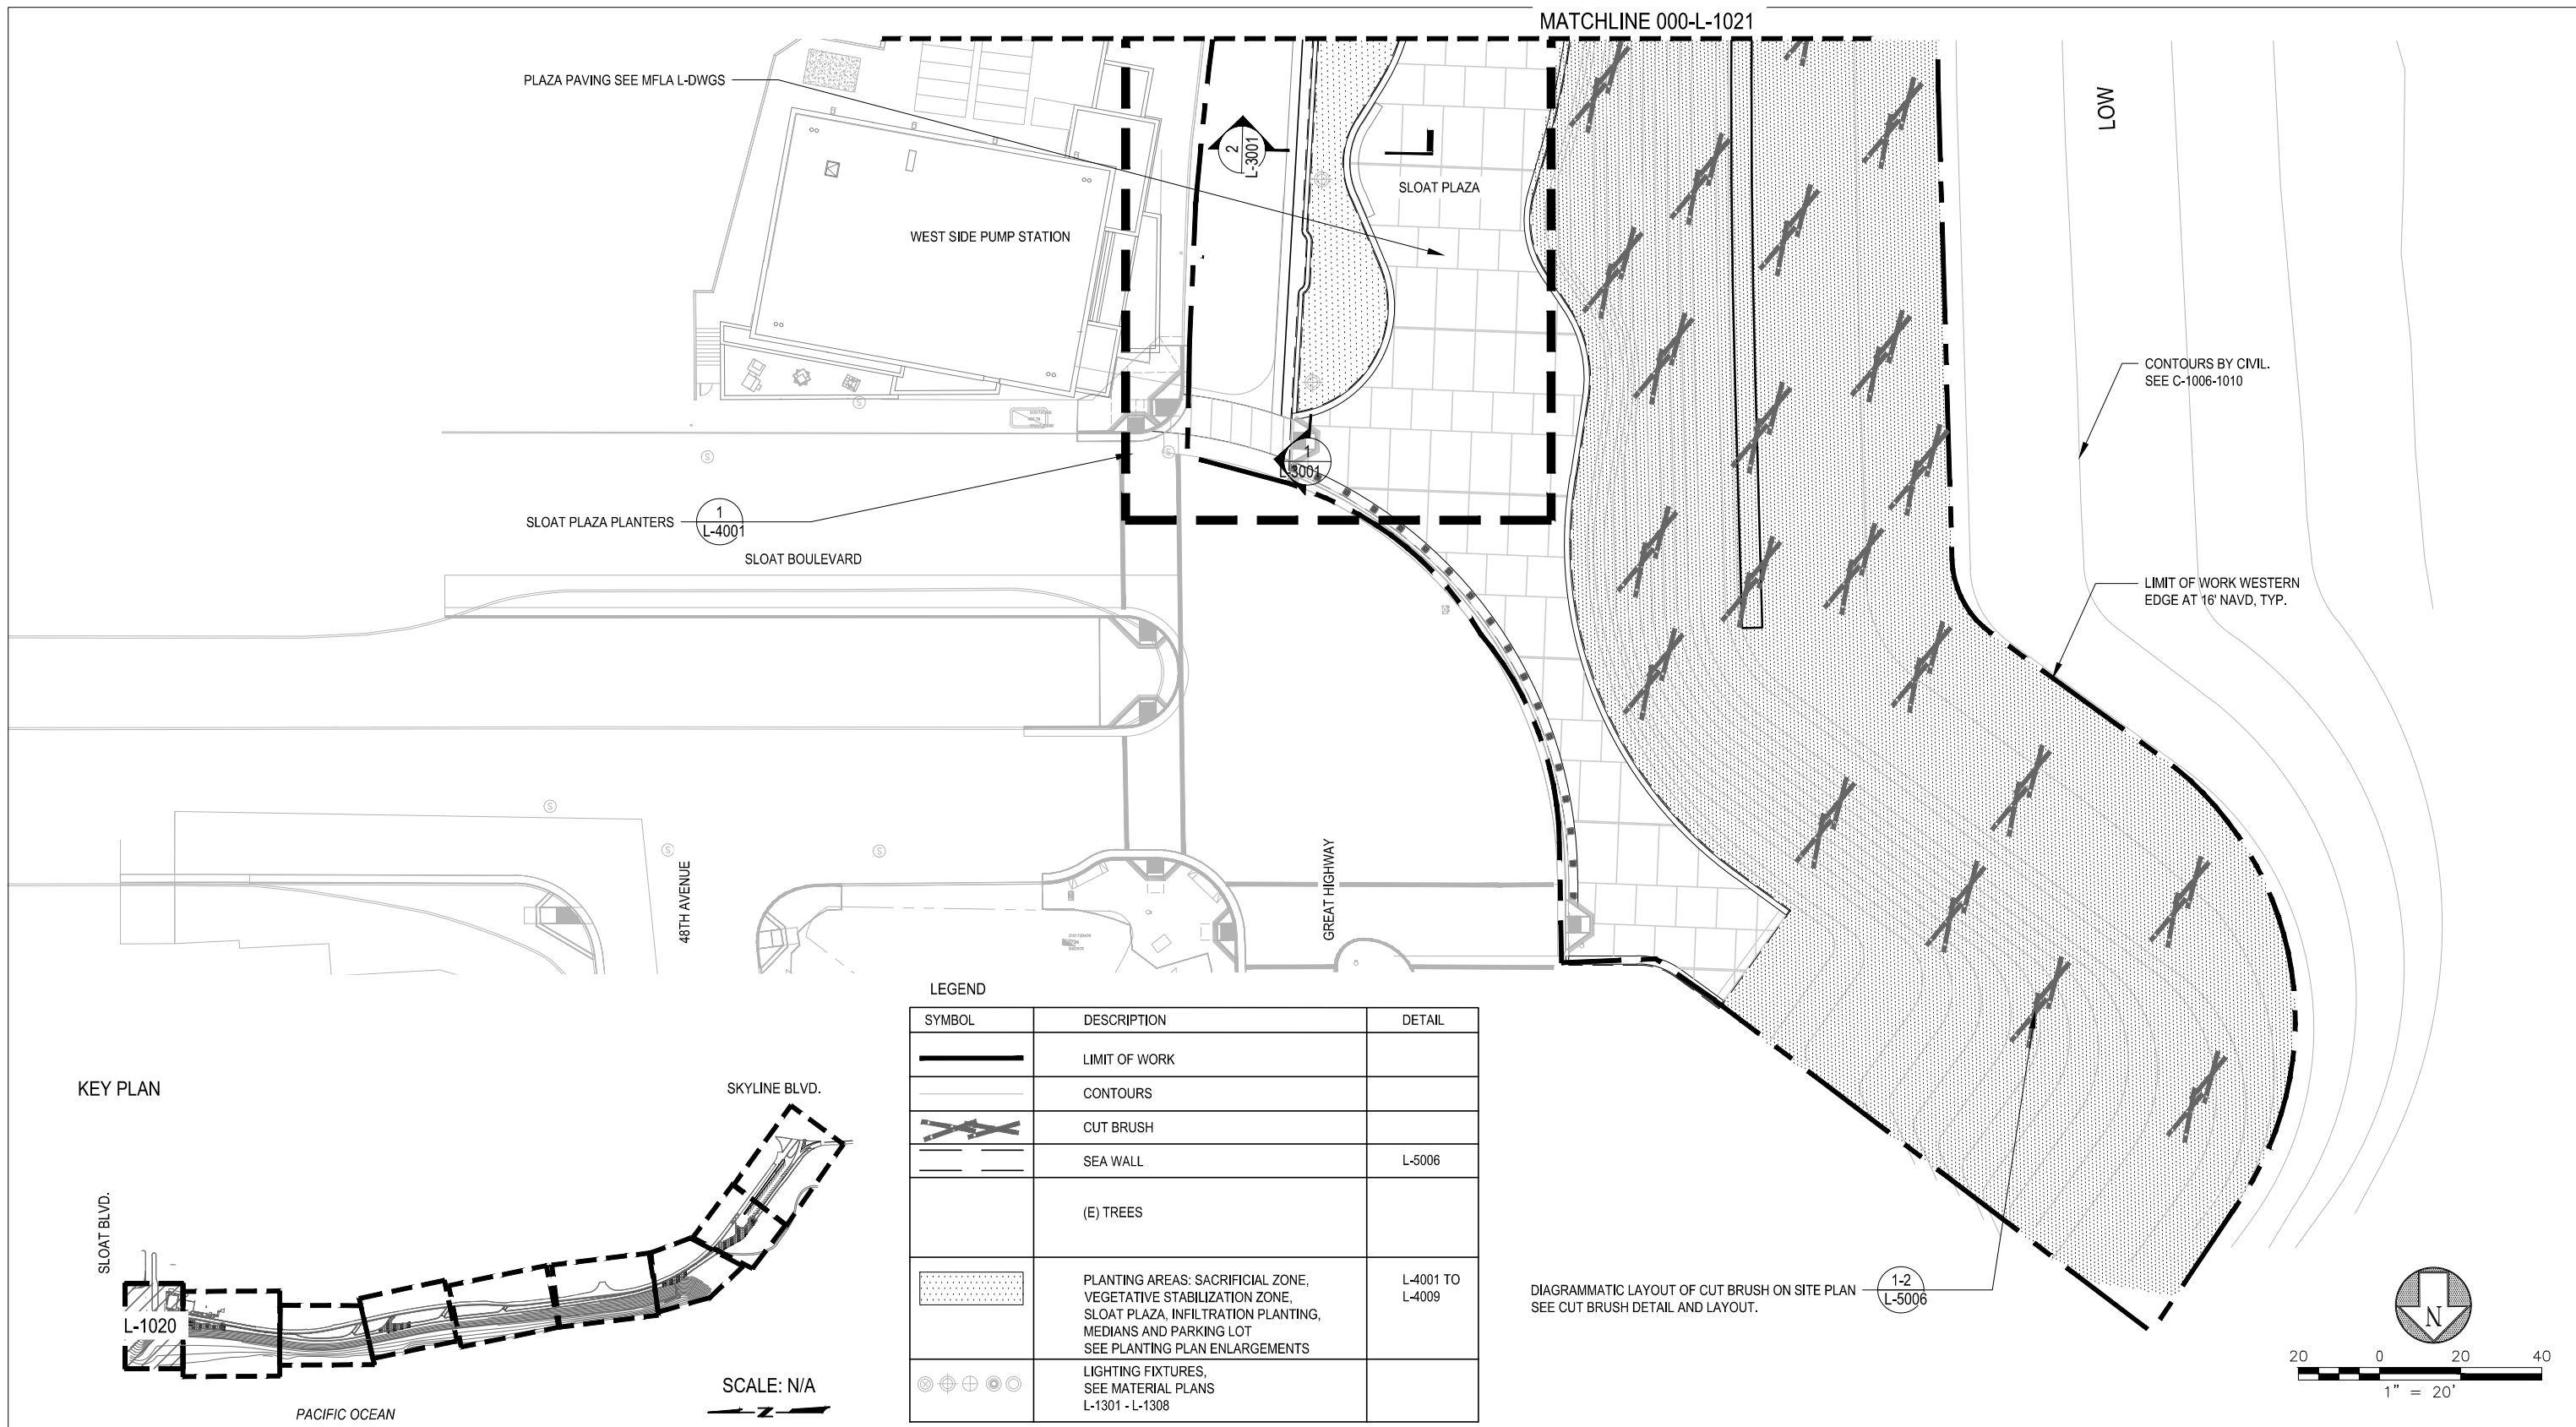 MATCHLINE 000-L-1021
PLAZA PAVING SEE MFLA L-DWGS
LOW
2
L-3001
SLOAT PLAZA
WEST SIDE PUMP STATION
CONTOURS BY CIVIL.
SEE C-1006-1010
1
L-3001
S
S
S
SLOAT PLAZA PLANTERS
1
L-4001
SLOAT BOULEVARD
LIMIT OF WORK WESTERN
EDGE AT 16' NAVD, TYP.
S
S
S
48TH AVENUE
GREAT HIGHWAY
LEGEND
SYMBOL DESCRIPTION DETAIL
LIMIT OF WORK
CONTOURS
CUT BRUSH
SEA WALL L-5006
(E) TREES
PLANTING AREAS: SACRIFICIAL ZONE, L-4001 TO
VEGETATIVE STABILIZATION ZONE, L-4009
SLOAT PLAZA, INFILTRATION PLANTING,
MEDIANS AND PARKING LOT
SEE PLANTING PLAN ENLARGEMENTS
LIGHTING FIXTURES,
SEE MATERIAL PLANS
L-1301 - L-1308
KEY PLAN
SKYLINE BLVD.
SLOAT BLVD.
L-1020
SCALE: N/A
N
PACIFIC OCEAN
DIAGRAMMATIC LAYOUT OF CUT BRUSH ON SITE PLAN
SEE CUT BRUSH DETAIL AND LAYOUT.
1-2
L-5006
N
20 0 20 40
1" = 20'